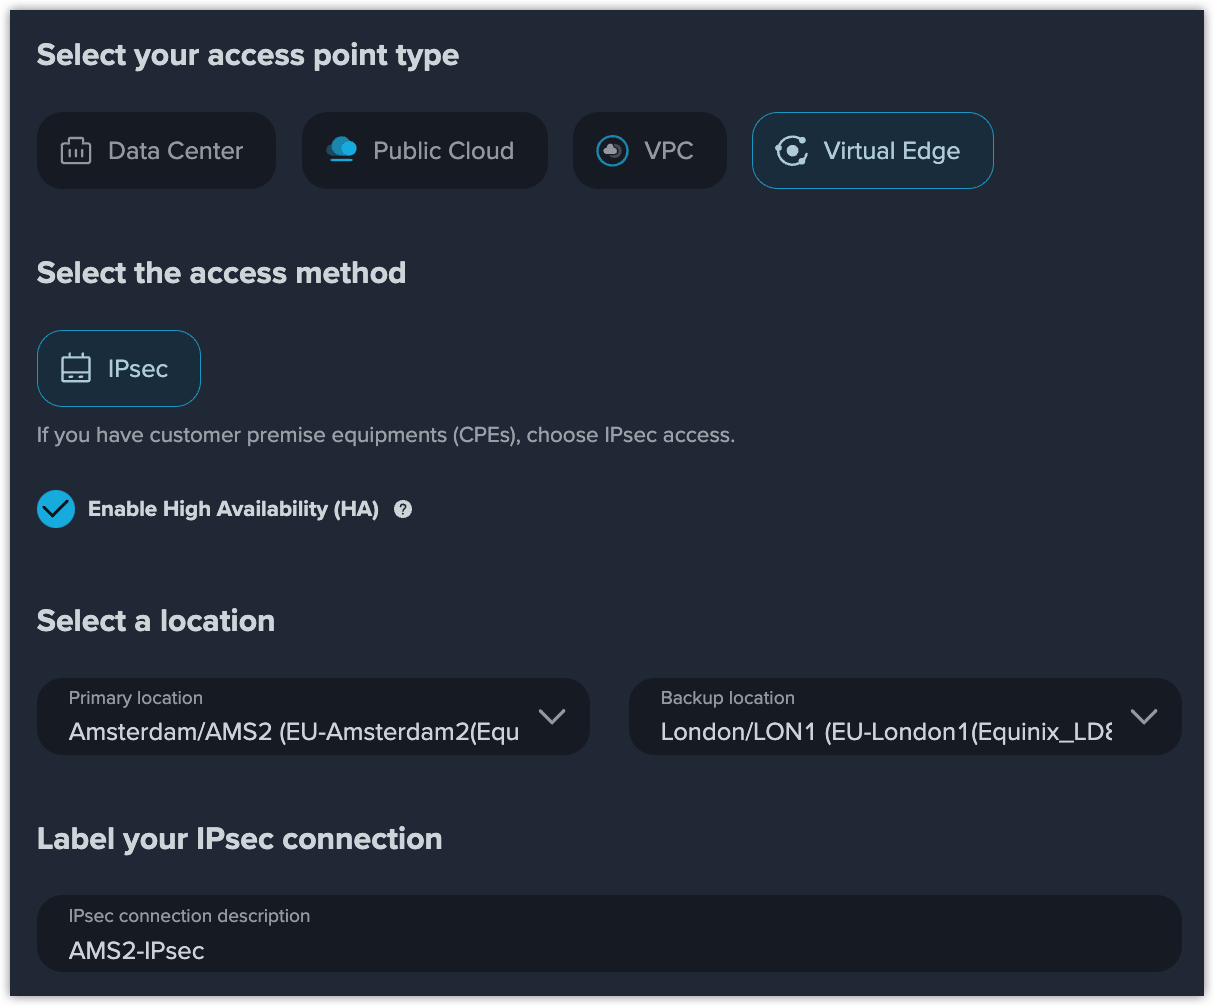 Select your access point type
Data Center
Public Cloud
VPC
Virtual Edge
Select the access method
IPsec
If you have customer premise equipments (CPEs), choose IPsec access.
Enable High Availability (HA) ?
Select a location
Primary location
Amsterdam/AMS2 (EU-Amsterdam2(Equ
Backup location
London/LON1 (EU-London1(Equinix_LD8
Label your IPsec connection
IPsec connection description
AMS2-IPsec